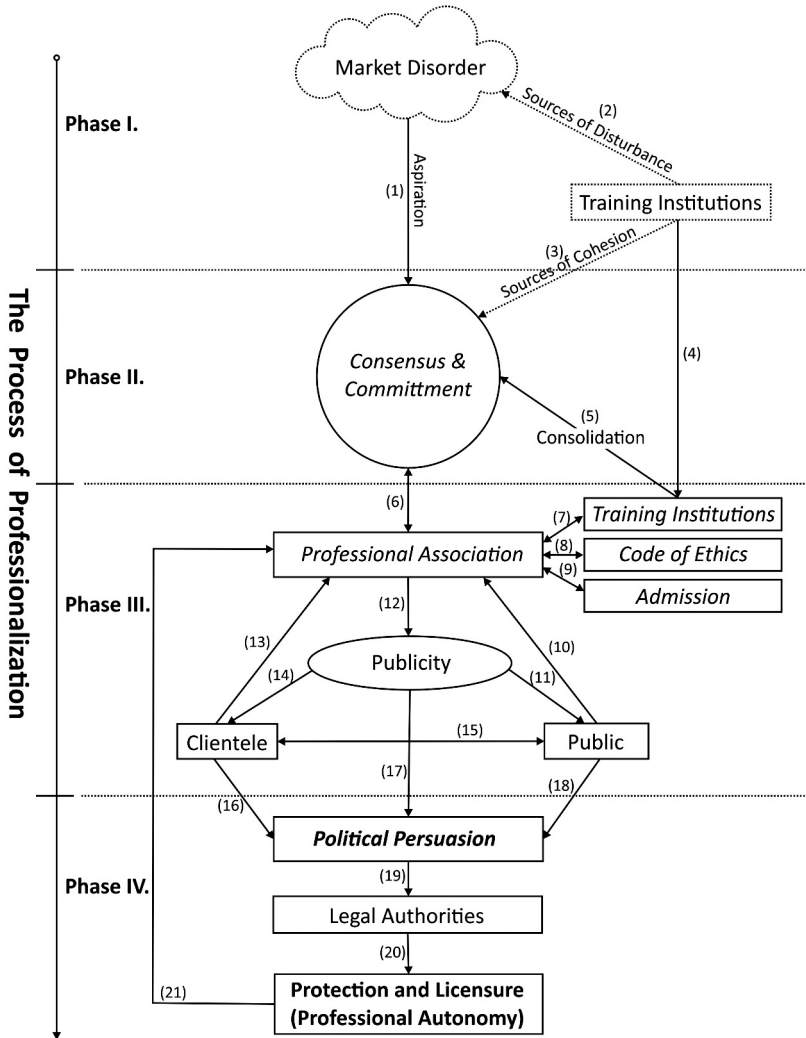 Market Disorder
(2)
Sources of Disturbance
Phase I.
(1)
Aspiration
Training Institutions
(3)
Sources of Cohesion
The Process of Professionalization
Phase II.
Consensus &
Committment
(4)
(5)
Consolidation
(6)
(7)
Training Institutions
Professional Association
(8)
Code of Ethics
(9)
Admission
Phase III.
(12)
(13)
(10)
Publicity
(14)
(11)
Clientele
(15)
Public
(17)
(16)
(18)
Political Persuasion
Phase IV.
(19)
Legal Authorities
(20)
(21)
Protection and Licensure
(Professional Autonomy)